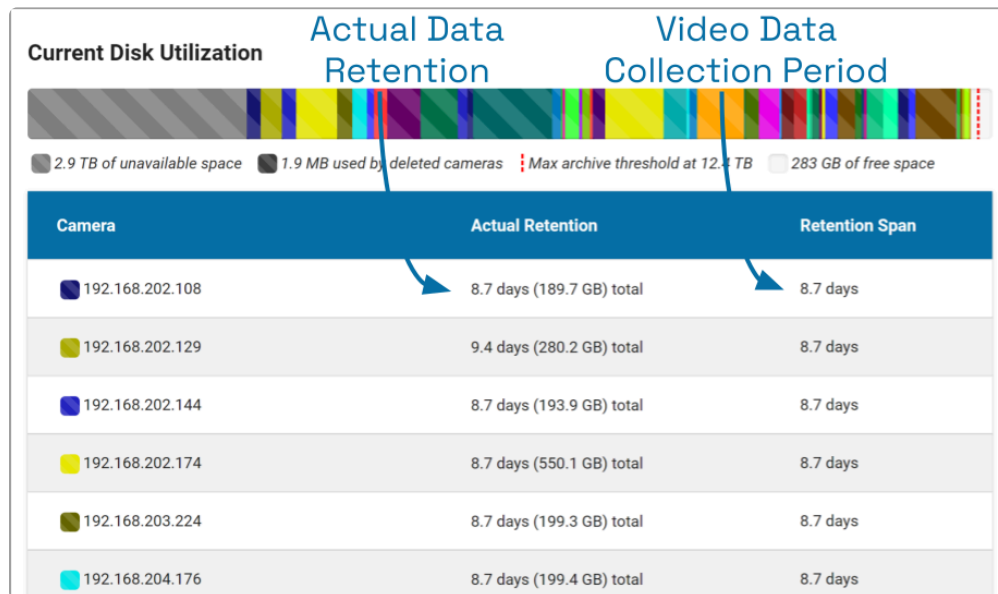 Current Disk Utilization
Actual Data
Retention
Video Data
Collection Period
2.9 TB of unavailable space 1.9 MB used by deleted cameras Max archive threshold at 12.4 TB 283 GB of free space
Camera Actual Retention Retention Span
192.168.202.108 8.7 days (189.7 GB) total 8.7 days
192.168.202.129 9.4 days (280.2 GB) total 8.7 days
192.168.202.144 8.7 days (193.9 GB) total 8.7 days
192.168.202.174 8.7 days (550.1 GB) total 8.7 days
192.168.203.224 8.7 days (199.3 GB) total 8.7 days
192.168.204.176 8.7 days (199.4 GB) total 8.7 days